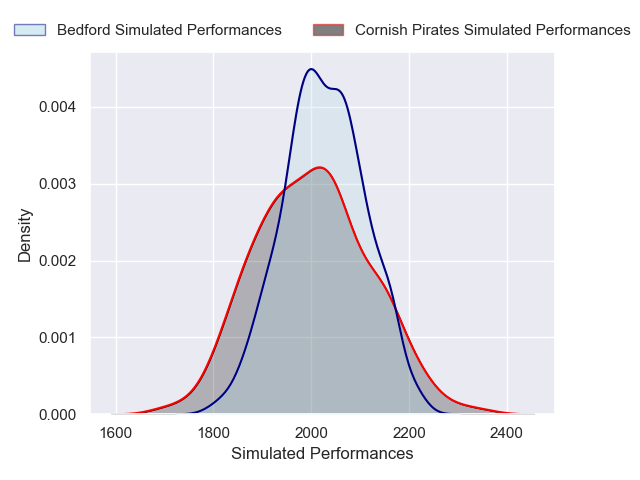 Bedford Simulated Performances
Cornish Pirates Simulated Performances
Density
0.004
0.003
0.002
0.001
0.000
1600 1800 2000 2200 2400
Simulated Performances